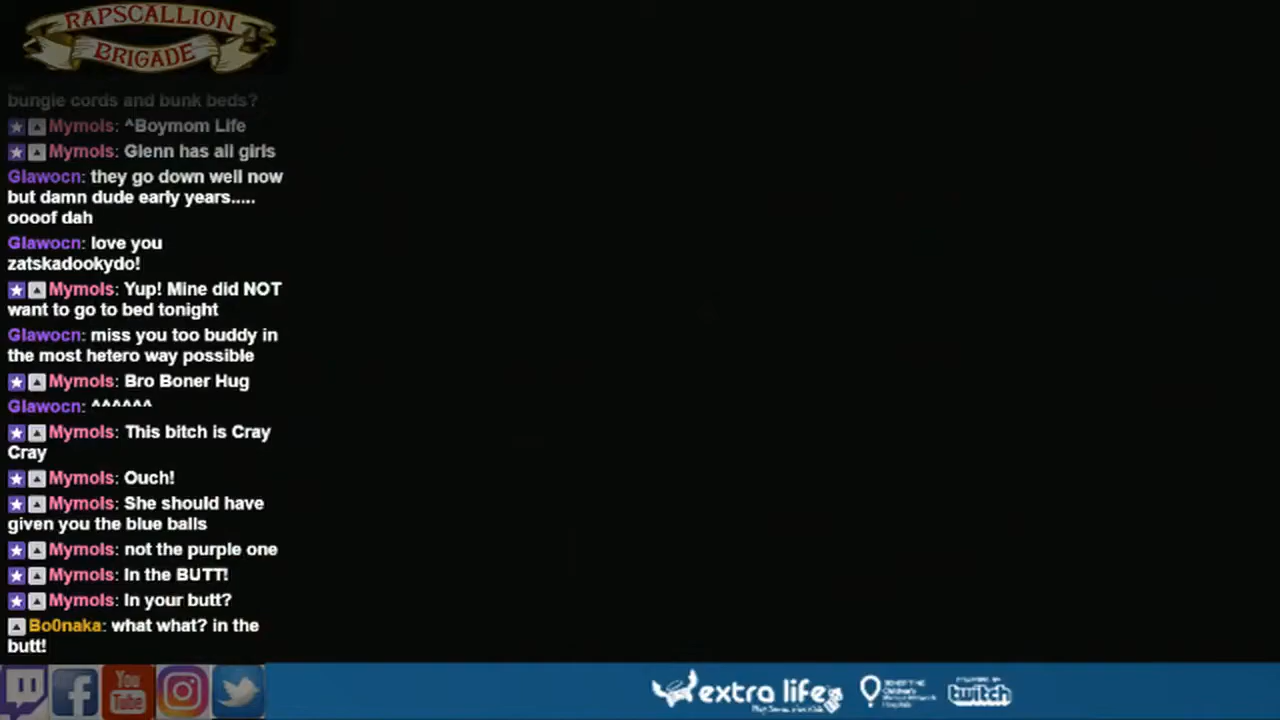 RAPSCALLION
BRIGADE
bungie cords and bunk beds?
Mymols: ^Boymom Life
Mymols: Glenn has all girls
Glawocn: they go down well now
but damn dude early years.....
oooof dah
Glawocn: love you
zatskadookydo!
Mymols: Yup! Mine did NOT
want to go to bed tonight
Glawocn: miss you too buddy in
the most hetero way possible
Mymols: Bro Boner Hug
Glawocn: ^^^^^^
Mymols: This bitch is Cray
Cray
Mymols: Ouch!
Mymols: She should have
given you the blue balls
Mymols: not the purple one
Mymols: In the BUTT!
Mymols: In your butt?
Bo0naka: what what? in the
butt!
You
Tube
extra life
twitch